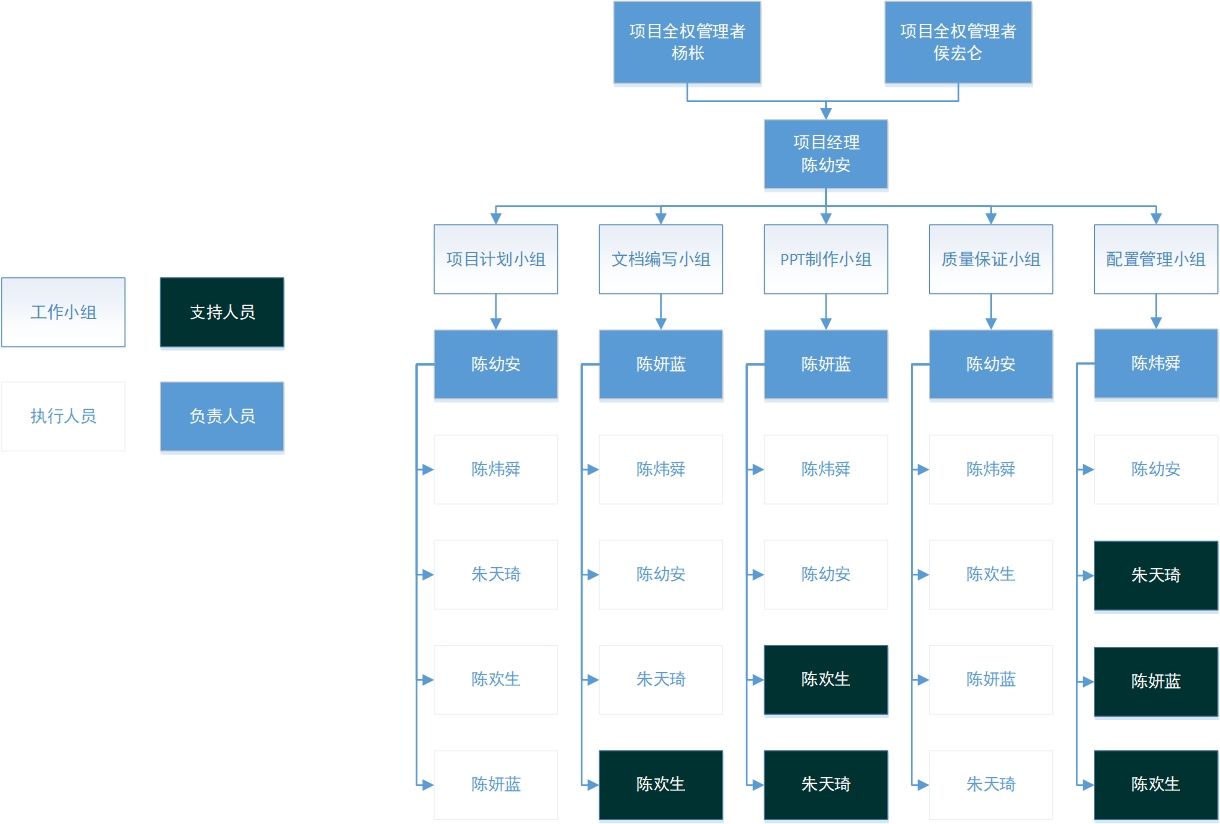 项目全权管理者
杨枨
项目全权管理者
侯宏仑
项目经理
陈幼安
项目计划小组
文档编写小组
PPT制作小组
质量保证小组
配置管理小组
工作小组
支持人员
执行人员
负责人员
陈幼安
陈妍蓝
陈妍蓝
陈幼安
陈炜舜
陈炜舜
陈炜舜
陈炜舜
陈炜舜
陈幼安
朱天琦
陈幼安
陈幼安
陈欢生
朱天琦
陈欢生
朱天琦
陈欢生
陈妍蓝
陈妍蓝
陈妍蓝
陈欢生
朱天琦
朱天琦
陈欢生